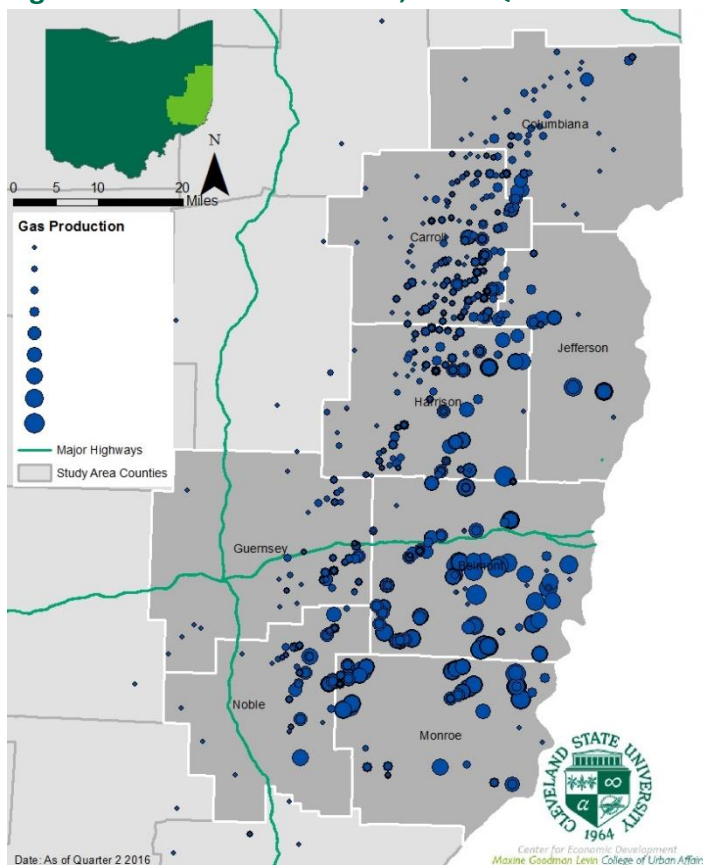 N
0 5 10 20
Miles
Gas Production
Major Highways
Study Area Counties
Columbiana
Carroll
Jefferson
Harrison
Guernsey
Belmont
Noble
Monroe
CLEVELAND STATE UNIVERSITY
α
∞
1964
Center for Economic Development
Maxine Goodman Levin College of Urban Affairs
Date: As of Quarter 2 2016